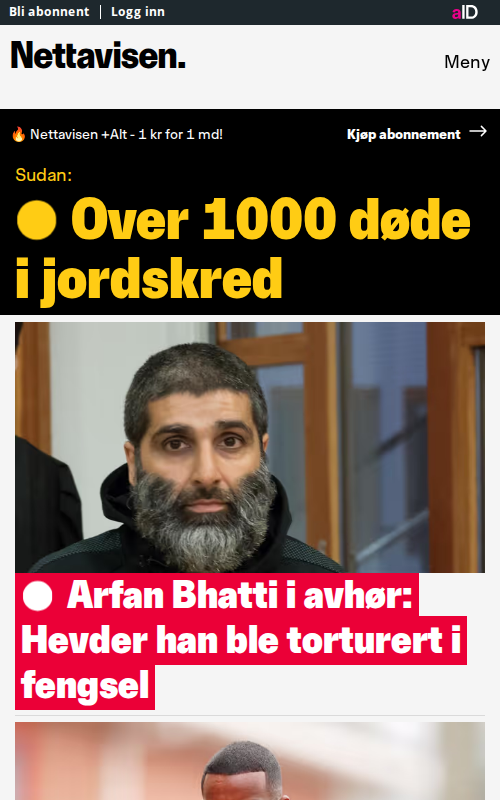 Bli abonnent | Logg inn
aID
Nettavisen.
Meny
🔥 Nettavisen +Alt - 1 kr for 1 md!
Kjøp abonnement →
Sudan:
Over 1000 døde
i jordskred
Arfan Bhatti i avhør:
Hevder han ble torturert i
fengsel